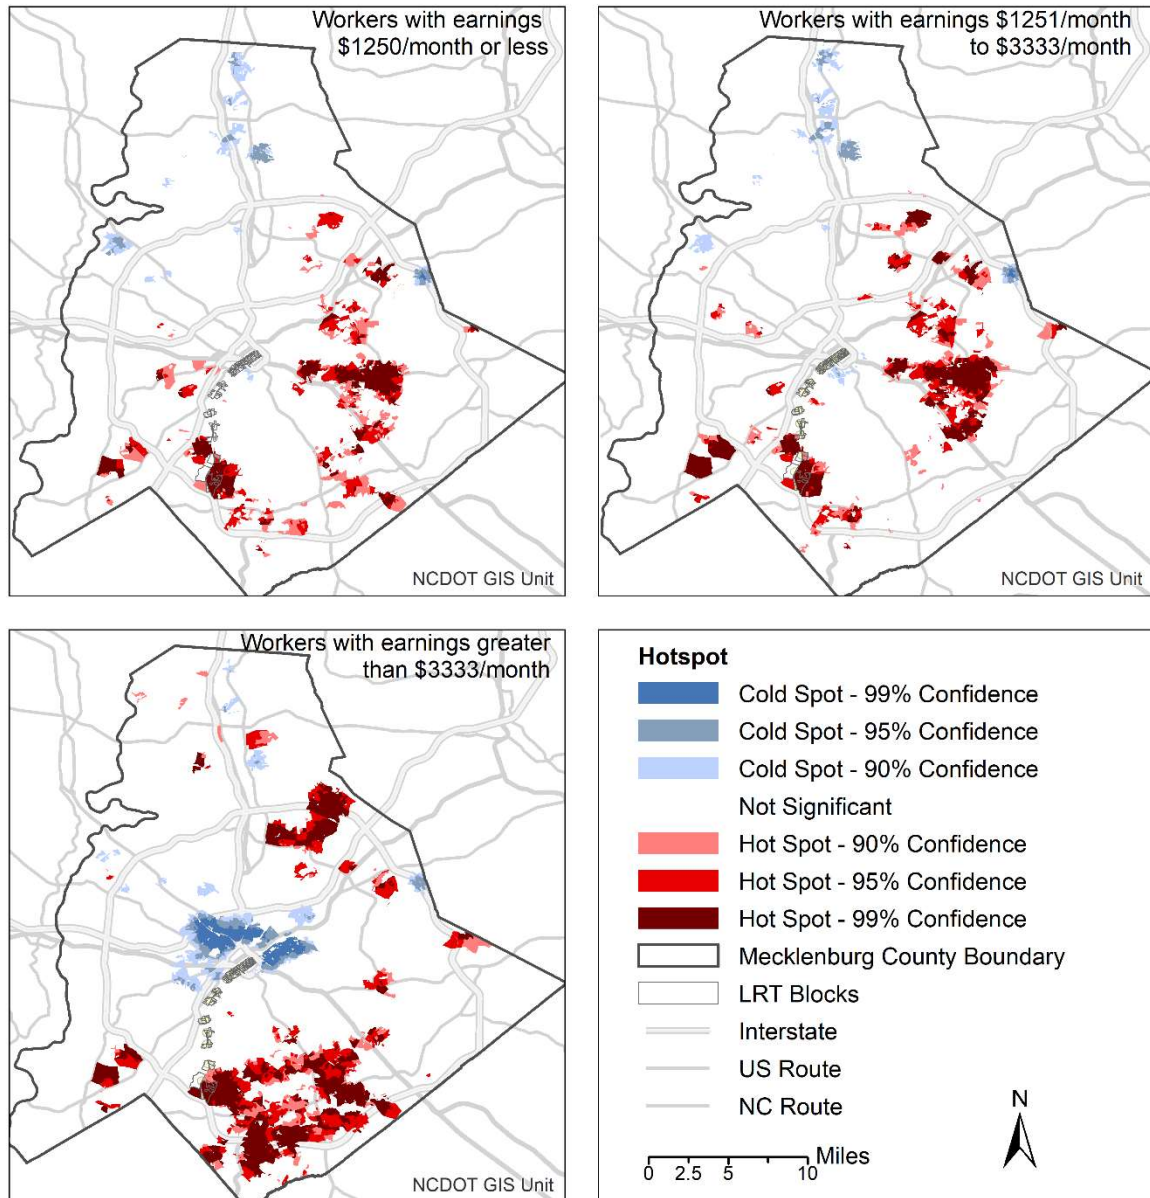 Workers with earnings
$1250/month or less
NCDOT GIS Unit
Workers with earnings $1251/month
to $3333/month
NCDOT GIS Unit
Workers with earnings greater
than $3333/month
NCDOT GIS Unit
Hotspot
Cold Spot - 99% Confidence
Cold Spot - 95% Confidence
Cold Spot - 90% Confidence
Not Significant
Hot Spot - 90% Confidence
Hot Spot - 95% Confidence
Hot Spot - 99% Confidence
Mecklenburg County Boundary
LRT Blocks
Interstate
US Route
NC Route
N
Miles
0 2.5 5 10